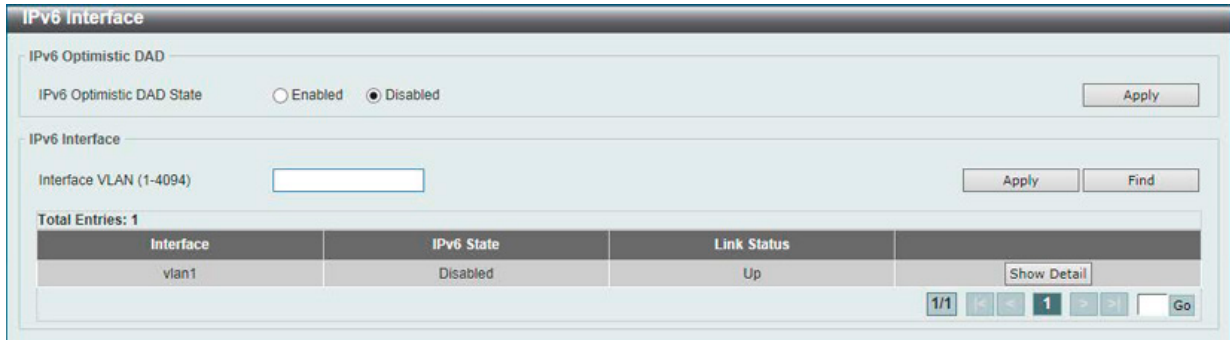 IPv6 Interface
IPv6 Optimistic DAD
IPv6 Optimistic DAD State Enabled Disabled Apply
IPv6 Interface
Interface VLAN (1-4094) Apply Find
Total Entries: 1
Interface IPv6 State Link Status
vlan1 Disabled Up Show Detail
1/1 |< < 1 > >| Go